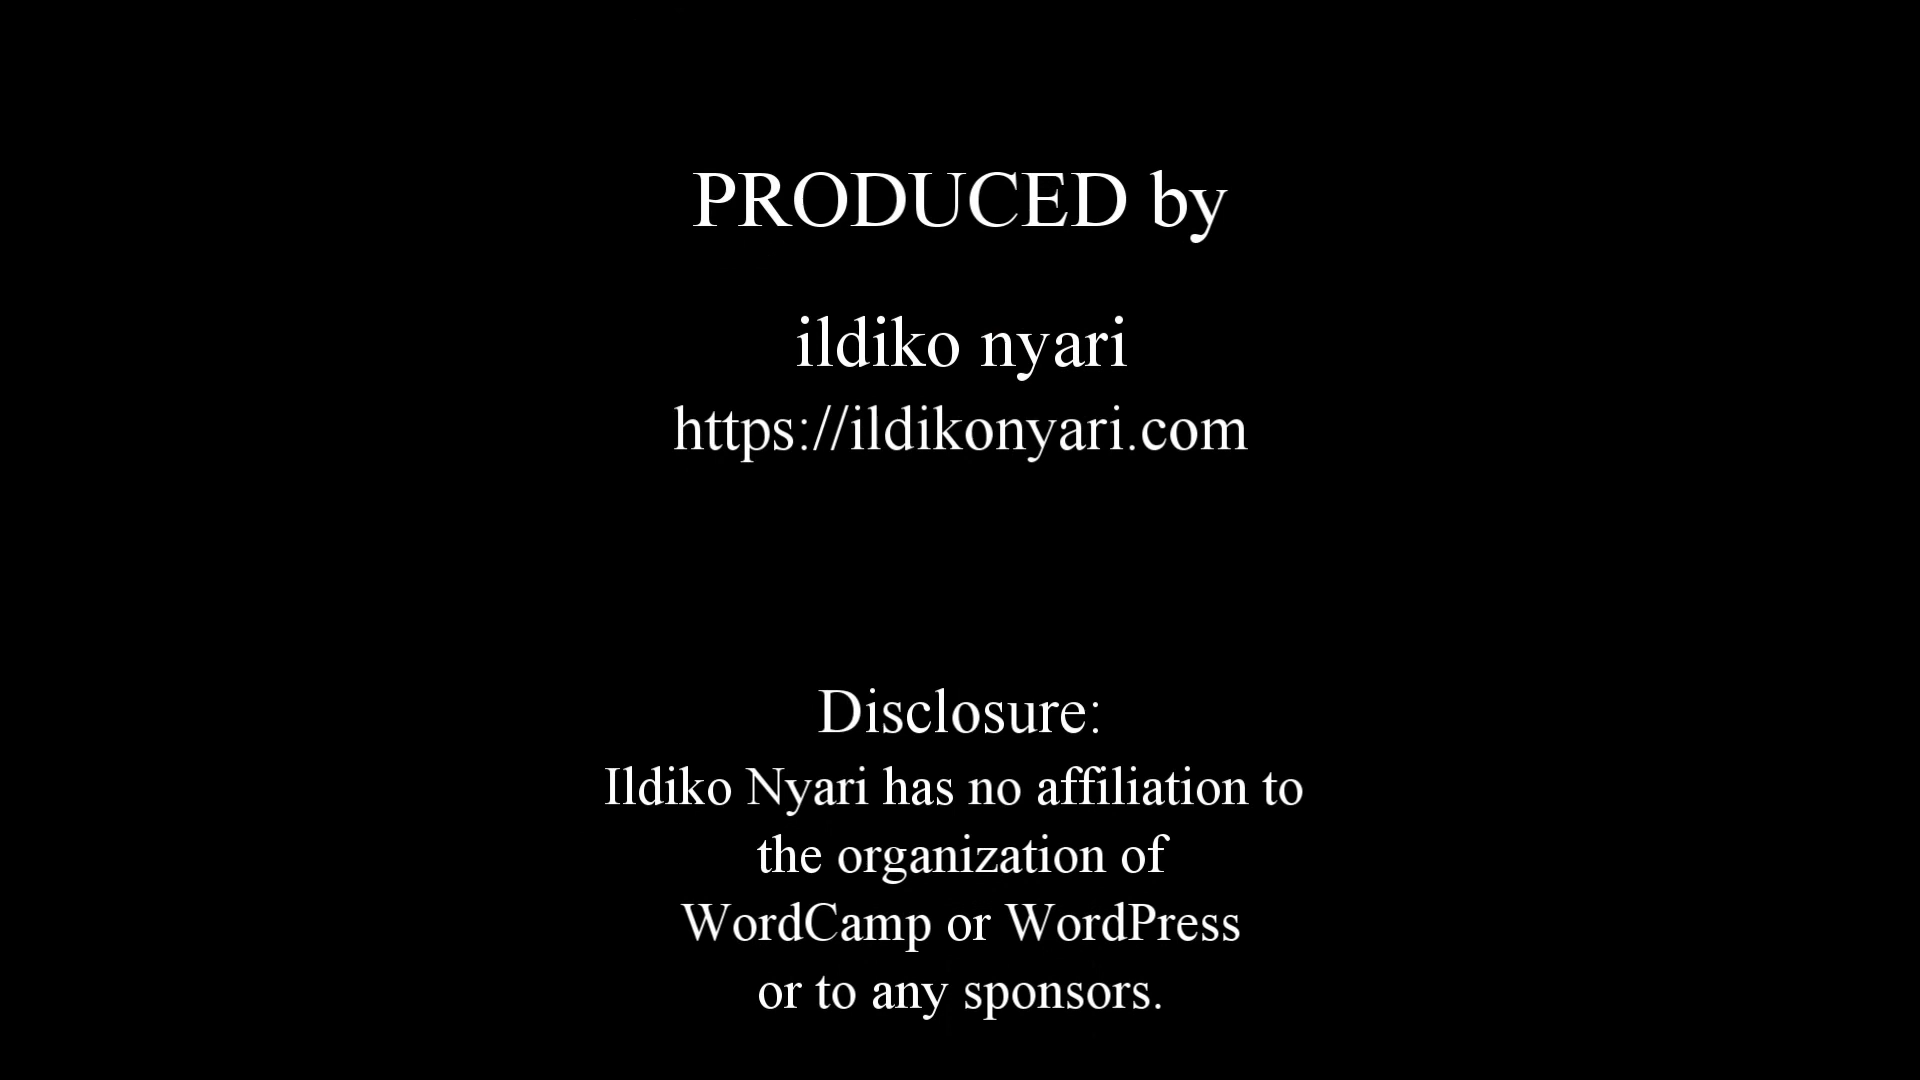 PRODUCED by
ildiko nyari
https://ildikonyari.com
Disclosure:
Ildiko Nyari has no affiliation to
the organization of
WordCamp or WordPress
or to any sponsors.